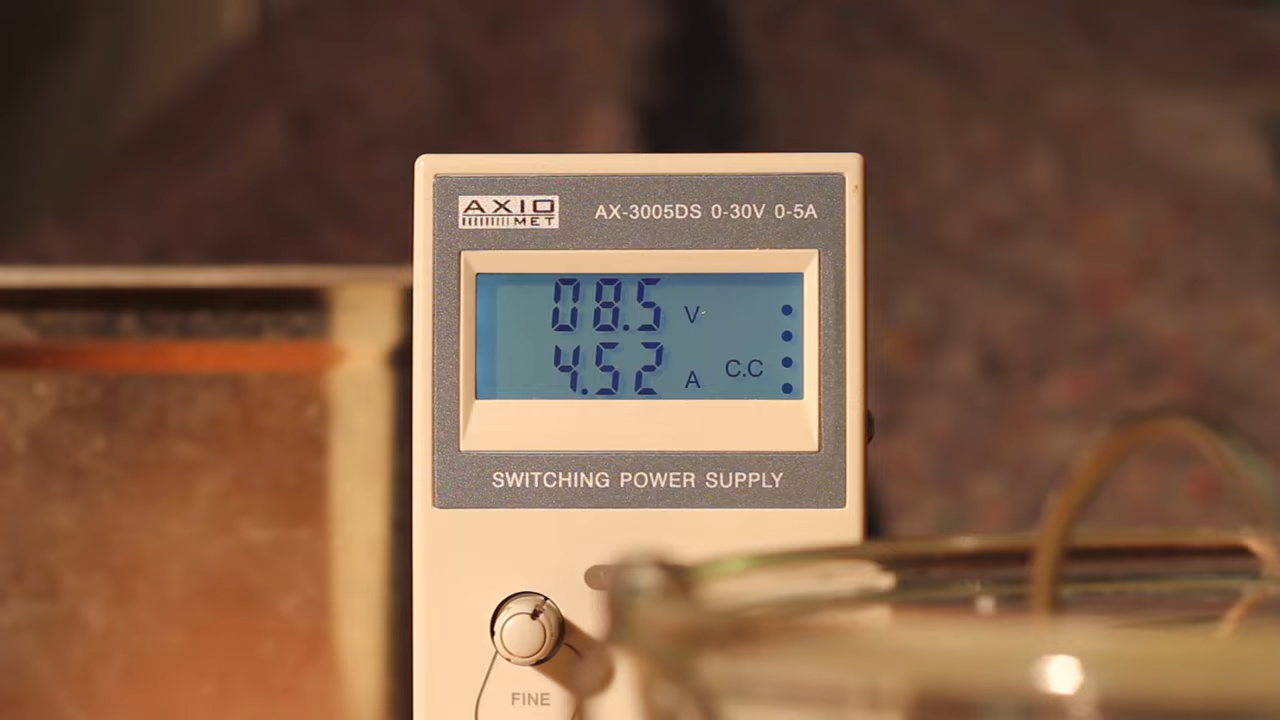 AXIO
MET
AX-3005DS 0-30V 0-5A
08.5 V
4.52 A C.C
SWITCHING POWER SUPPLY
FINE